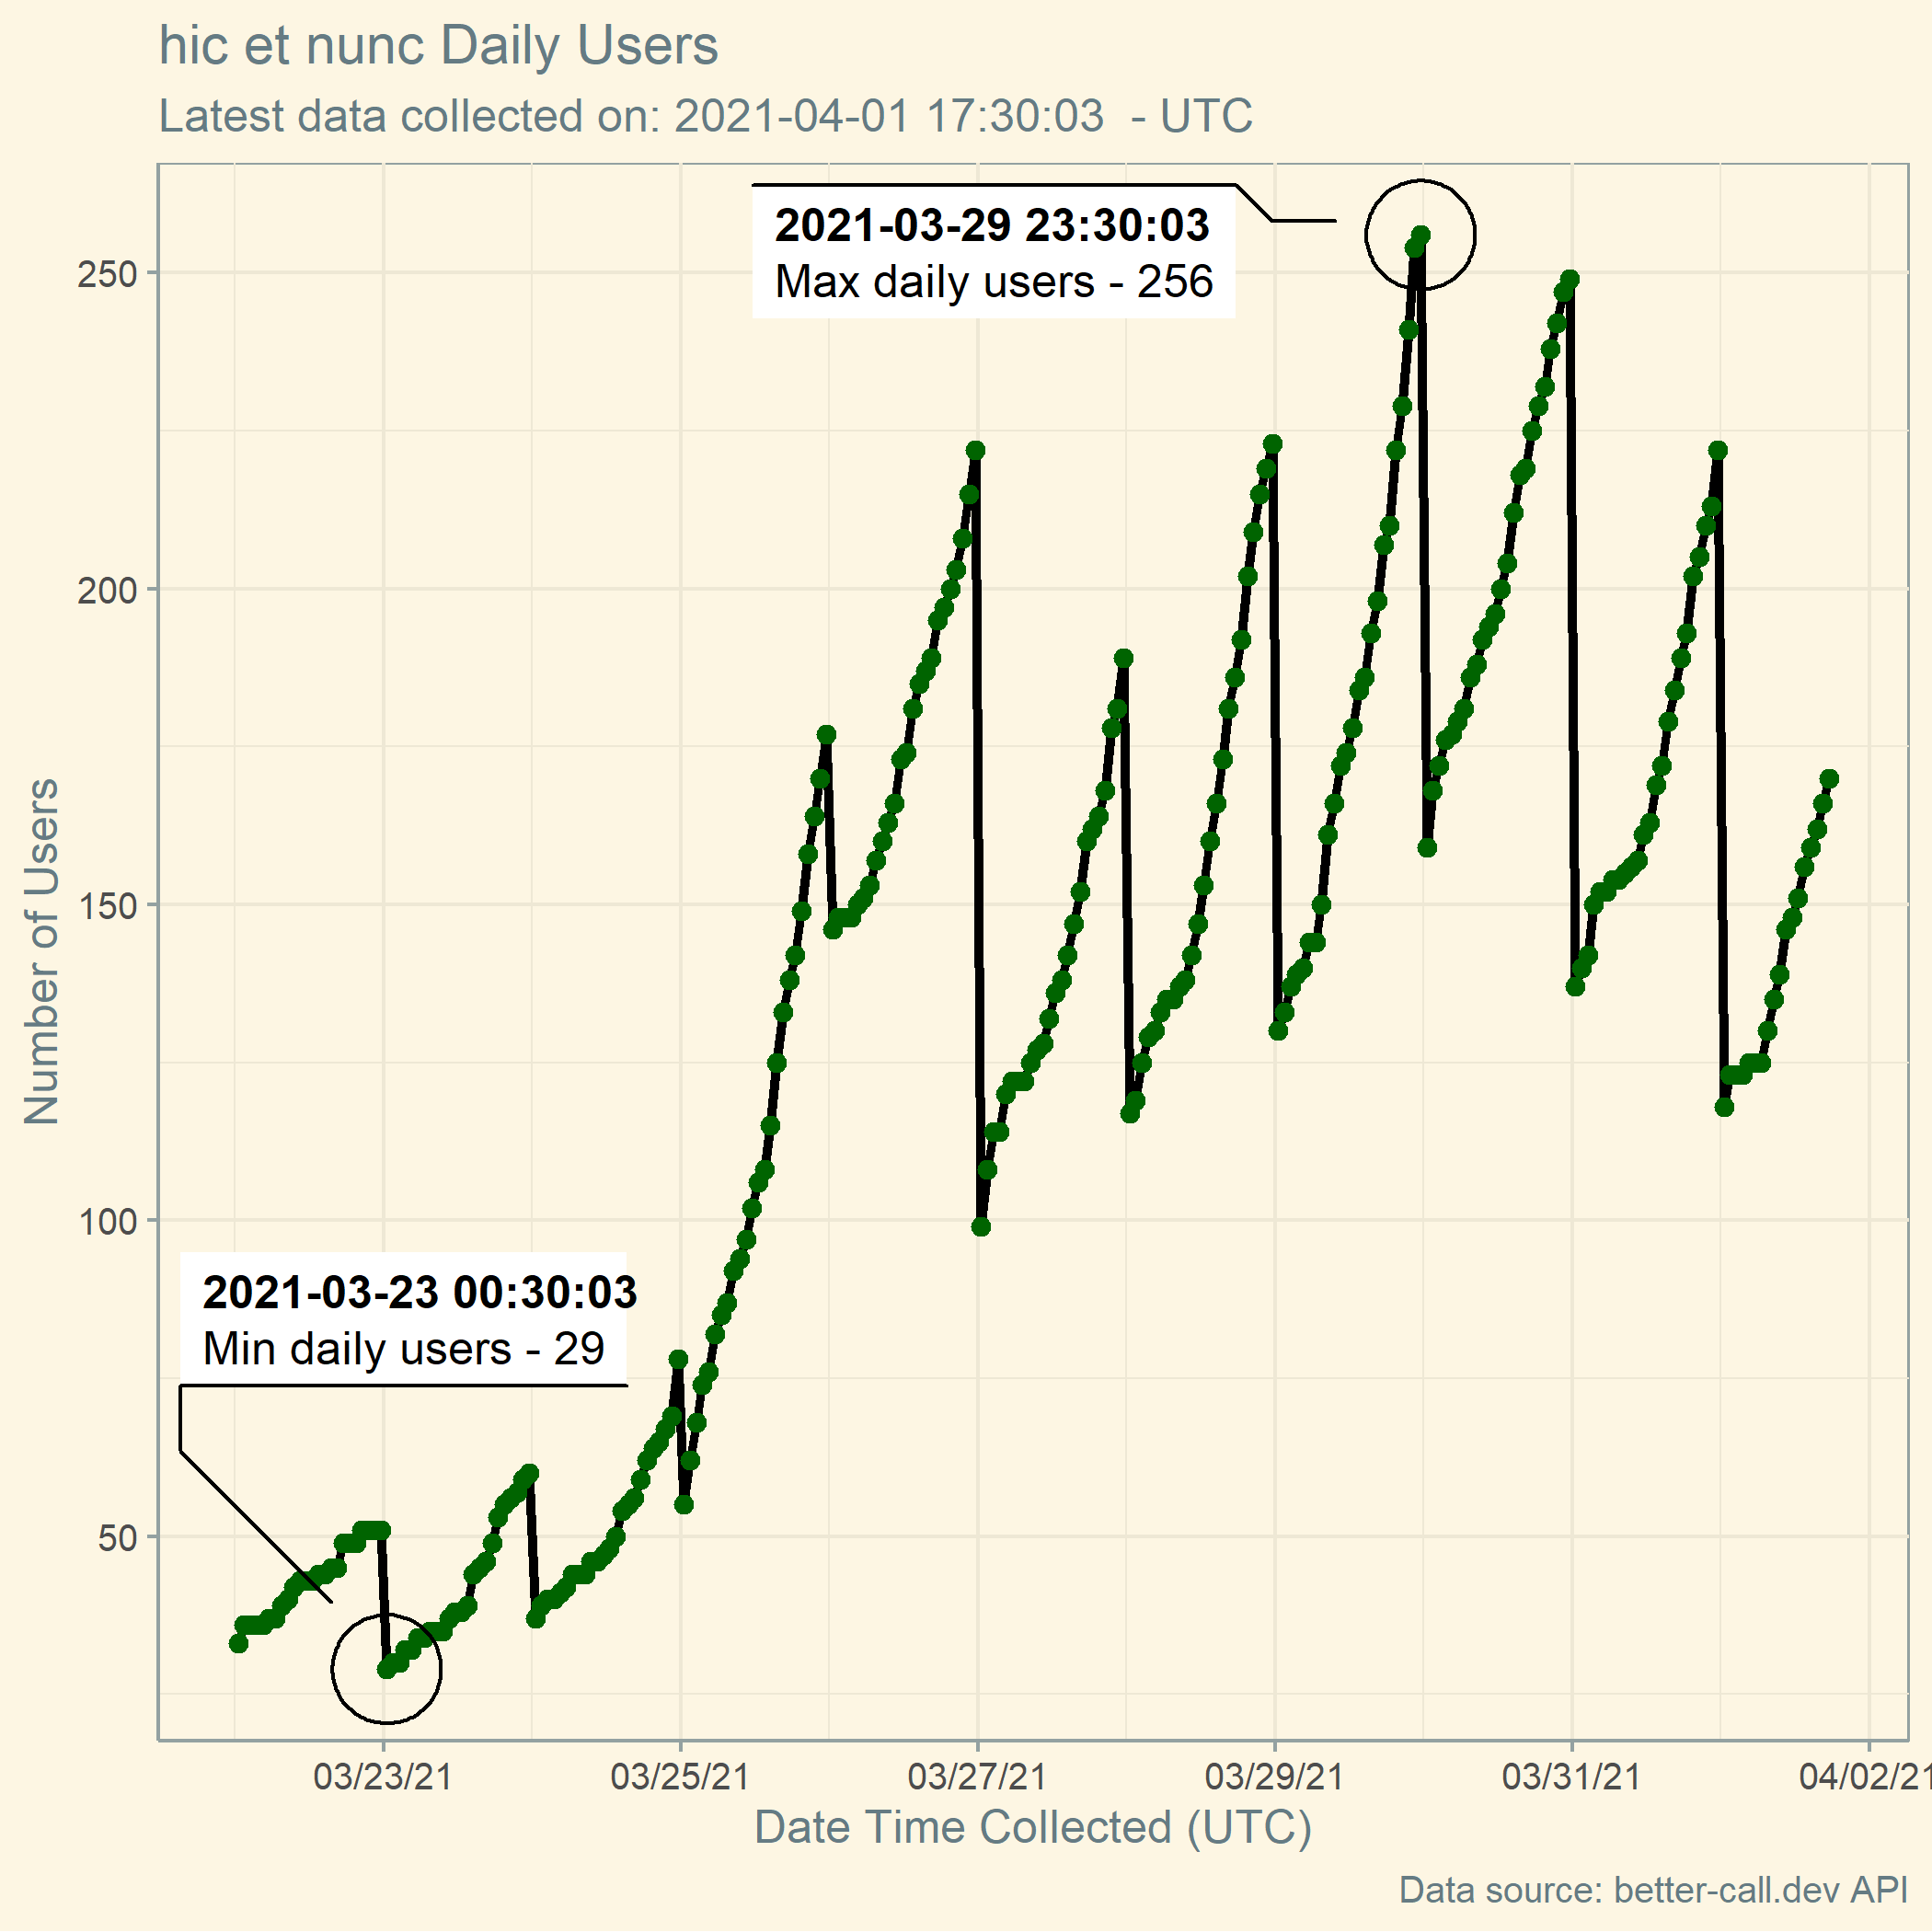 hic et nunc Daily Users
Latest data collected on: 2021-04-01 17:30:03  - UTC
2021-03-29 23:30:03
Max daily users - 256
250
200
150
100
50
Number of Users
2021-03-23 00:30:03
Min daily users - 29
03/23/21
03/25/21
03/27/21
03/29/21
03/31/21
04/02/21
Date Time Collected (UTC)
Data source: better-call.dev API